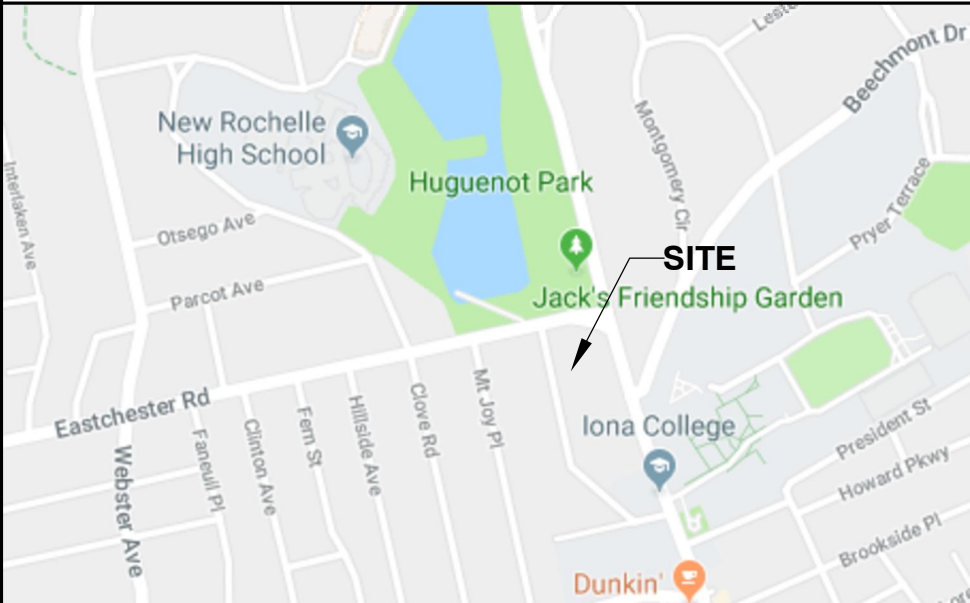 Beechmont Dr
New Rochelle
High School
Montgomery Cir
Interlaken Ave
Huguenot Park
Pryer Terrace
Otsego Ave
SITE
Parcot Ave
Jack's Friendship Garden
Eastchester Rd
Mt Joy Pl
Clove Rd
Hillside Ave
Fern St
Clinton Ave
Faneuil Pl
Webster Ave
Iona College
President St
Howard Pkwy
Brookside Pl
Dunkin'